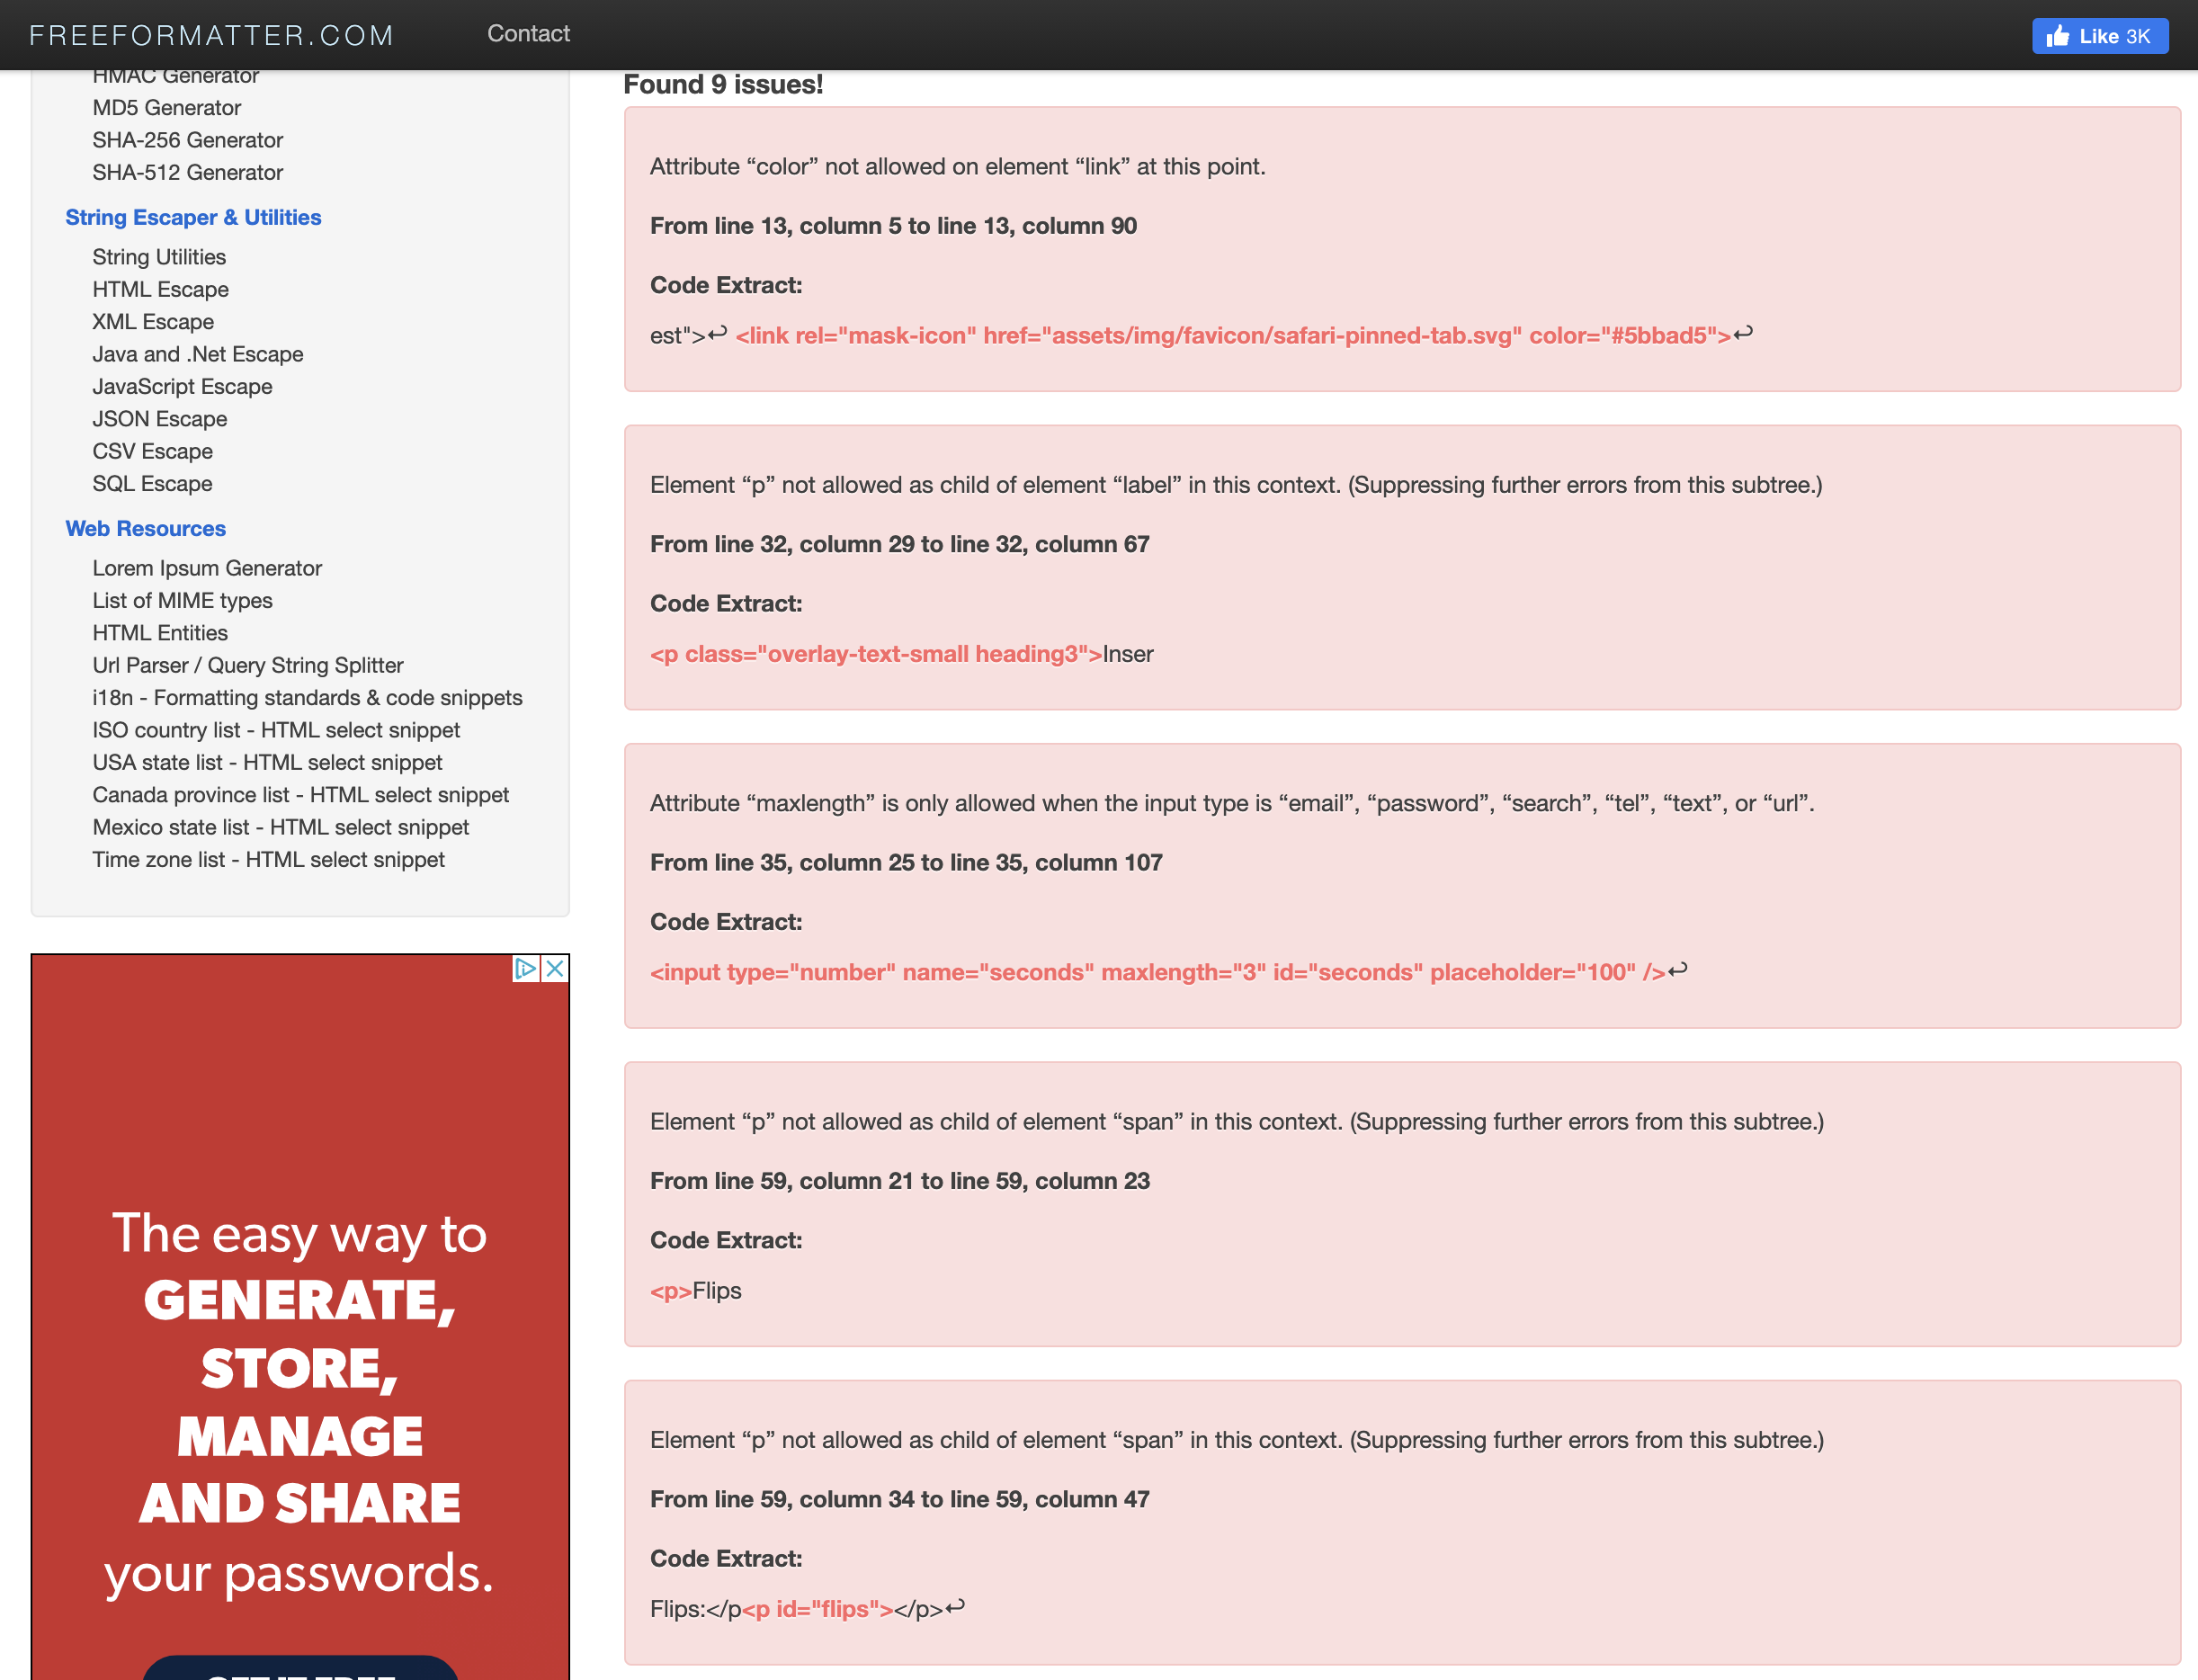 FREEFORMATTER.COM
Contact
Like 3K
HMAC Generator
MD5 Generator
SHA-256 Generator
SHA-512 Generator
String Escaper & Utilities
String Utilities
HTML Escape
XML Escape
Java and .Net Escape
JavaScript Escape
JSON Escape
CSV Escape
SQL Escape
Web Resources
Lorem Ipsum Generator
List of MIME types
HTML Entities
Url Parser / Query String Splitter
i18n - Formatting standards & code snippets
ISO country list - HTML select snippet
USA state list - HTML select snippet
Canada province list - HTML select snippet
Mexico state list - HTML select snippet
Time zone list - HTML select snippet
The easy way to
GENERATE,
STORE,
MANAGE
AND SHARE
your passwords.
GET IT FREE
Found 9 issues!
Attribute “color” not allowed on element “link” at this point.
From line 13, column 5 to line 13, column 90
Code Extract:
est">↩ <link rel="mask-icon" href="assets/img/favicon/safari-pinned-tab.svg" color="#5bbad5">↩
Element “p” not allowed as child of element “label” in this context. (Suppressing further errors from this subtree.)
From line 32, column 29 to line 32, column 67
Code Extract:
<p class="overlay-text-small heading3">Inser
Attribute “maxlength” is only allowed when the input type is “email”, “password”, “search”, “tel”, “text”, or “url”.
From line 35, column 25 to line 35, column 107
Code Extract:
<input type="number" name="seconds" maxlength="3" id="seconds" placeholder="100" />↩
Element “p” not allowed as child of element “span” in this context. (Suppressing further errors from this subtree.)
From line 59, column 21 to line 59, column 23
Code Extract:
<p>Flips
Element “p” not allowed as child of element “span” in this context. (Suppressing further errors from this subtree.)
From line 59, column 34 to line 59, column 47
Code Extract:
Flips:</p<p id="flips"></p>↩